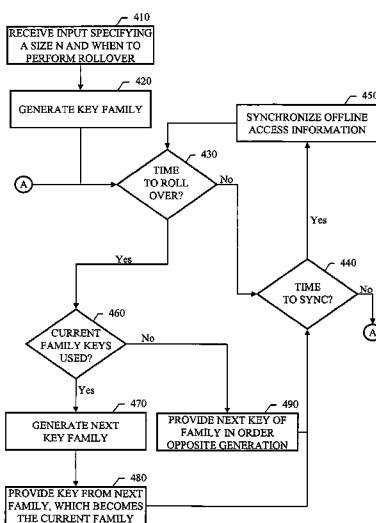 410
RECEIVE INPUT SPECIFYING
A SIZE N AND WHEN TO
PERFORM ROLLOVER
420
GENERATE KEY FAMILY
450
SYNCHRONIZE OFFLINE
ACCESS INFORMATION
A
430
TIME
TO ROLL
OVER?
No
Yes
Yes
440
TIME
TO SYNC?
No
A
460
CURRENT
FAMILY KEYS
USED?
No
Yes
470
GENERATE NEXT
KEY FAMILY
490
PROVIDE NEXT KEY OF
FAMILY IN ORDER
OPPOSITE GENERATION
480
PROVIDE KEY FROM NEXT
FAMILY, WHICH BECOMES
THE CURRENT FAMILY